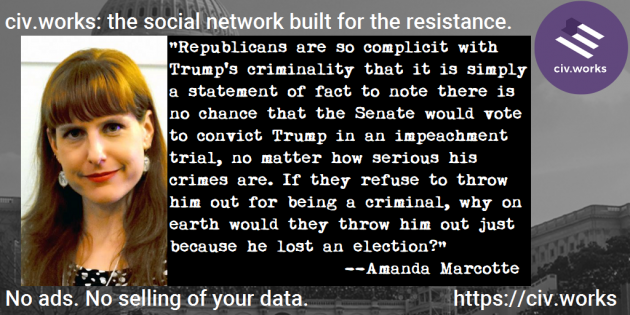 civ.works: the social network built for the resistance.
civ.works
"Republicans are so complicit with
Trump's criminality that it is simply
a statement of fact to note there is
no chance that the Senate would vote
to convict Trump in an impeachment
trial, no matter how serious his
crimes are. If they refuse to throw
him out for being a criminal, why on
earth would they throw him out just
because he lost an election?"
--Amanda Marcotte
No ads. No selling of your data.
https://civ.works